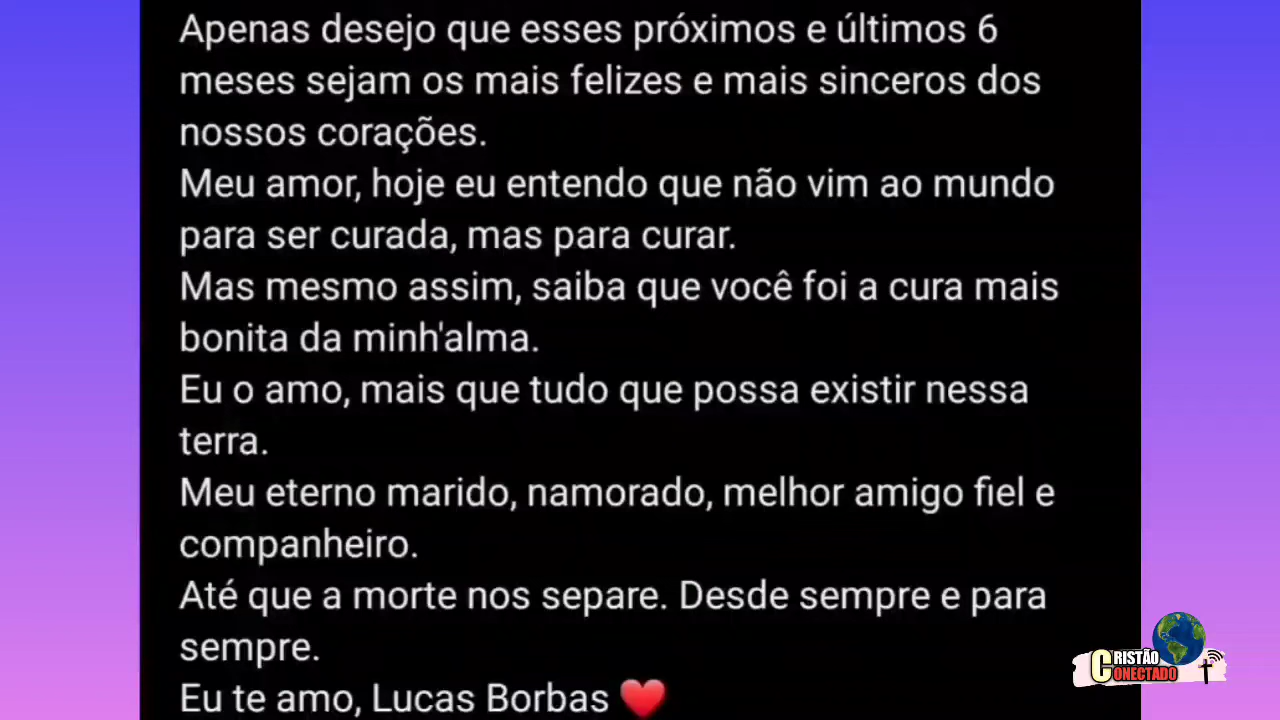 Apenas desejo que esses próximos e últimos 6
meses sejam os mais felizes e mais sinceros dos
nossos corações.
Meu amor, hoje eu entendo que não vim ao mundo
para ser curada, mas para curar.
Mas mesmo assim, saiba que você foi a cura mais
bonita da minh'alma.
Eu o amo, mais que tudo que possa existir nessa
terra.
Meu eterno marido, namorado, melhor amigo fiel e
companheiro.
Até que a morte nos separe. Desde sempre e para
sempre.
Eu te amo, Lucas Borbas ❤️
CRISTÃO
CONECTADO